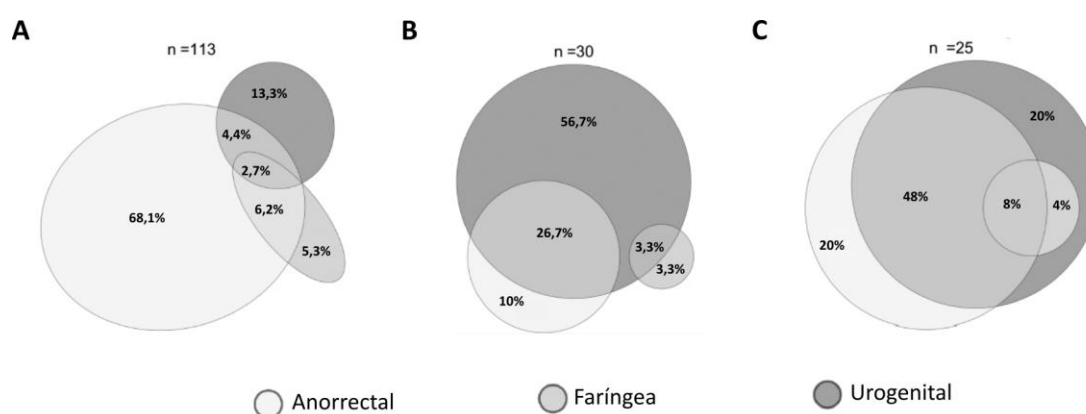 A
B
C
n =113
n =30
n =25
13,3%
4,4%
2,7%
68,1%
6,2%
5,3%
56,7%
26,7%
3,3%
3,3%
10%
20%
48%
8%
4%
20%
Anorrectal
Faríngea
Urogenital